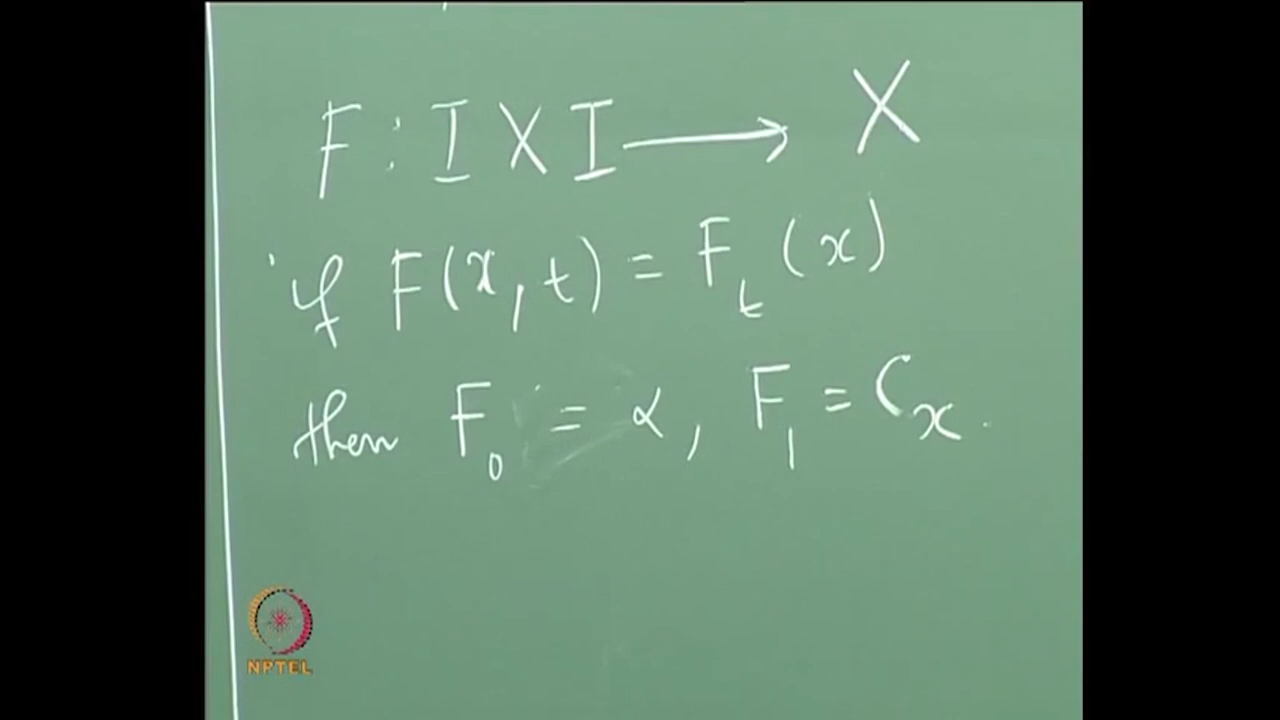 F : I X I ⟶ X
if F(x, t) = F_t (x)
then F_0 = α, F_1 = C_x.
NPTEL